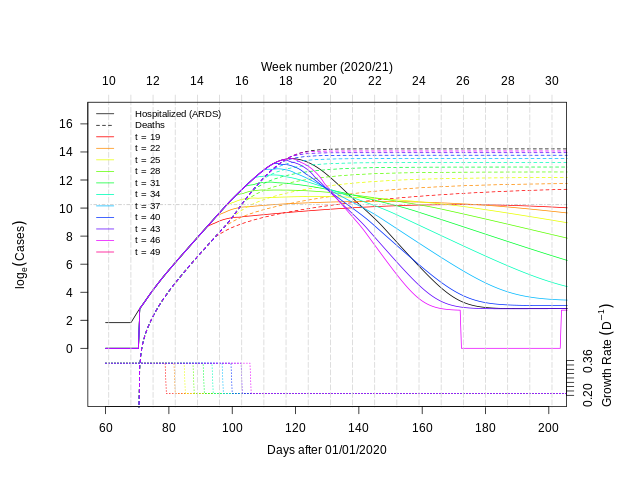 Week number (2020/21)
10 11 12 14 16 18 20 22 24 26 28 30
Hospitalized (ARDS)
Deaths
t = 19
t = 22
t = 25
t = 28
t = 31
t = 34
t = 37
t = 40
t = 43
t = 46
t = 49
16
14
12
10
8
6
4
2
0
logₑ(Cases)
0.20 0.36
Growth Rate (D⁻¹)
60 80 100 120 140 160 180 200
Days after 01/01/2020